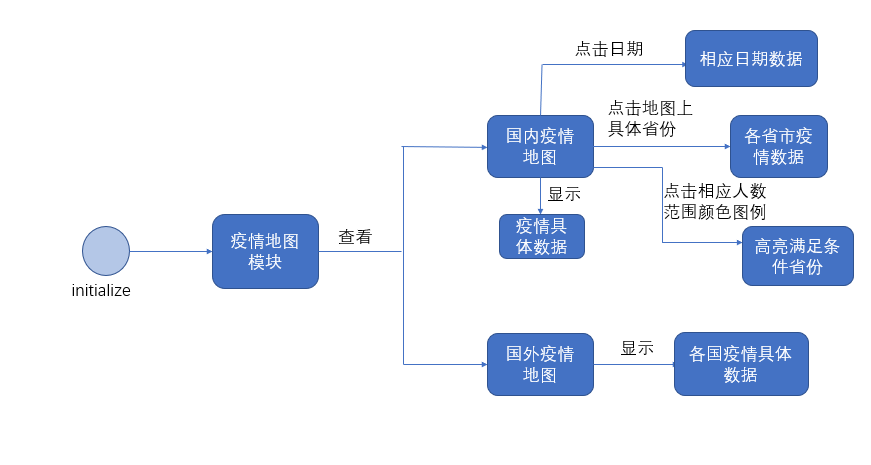 点击日期
相应日期数据
点击地图上
具体省份
国内疫情
地图
各省市疫
情数据
显示
点击相应人数
范围颜色图例
疫情具
体数据
疫情地图
模块
查看
高亮满足条
件省份
initialize
国外疫情
地图
显示
各国疫情具体
数据